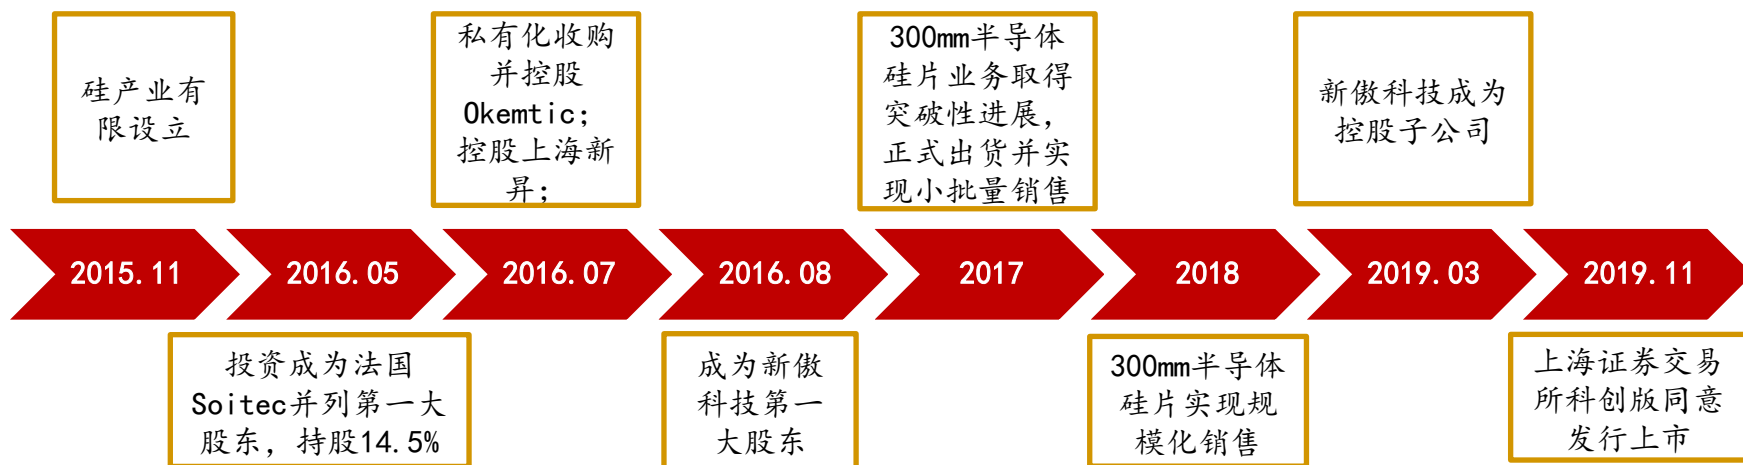 硅产业有
限设立
私有化收购
并控股
Okemtic;
控股上海新
昇;
300mm半导体
硅片业务取得
突破性进展,
正式出货并实
现小批量销售
新傲科技成为
控股子公司
2015.11
2016.05
2016.07
2016.08
2017
2018
2019.03
2019.11
投资成为法国
Soitec并列第一大
股东, 持股14.5%
成为新傲
科技第一
大股东
300mm半导体
硅片实现规
模化销售
上海证券交易
所科创版同意
发行上市